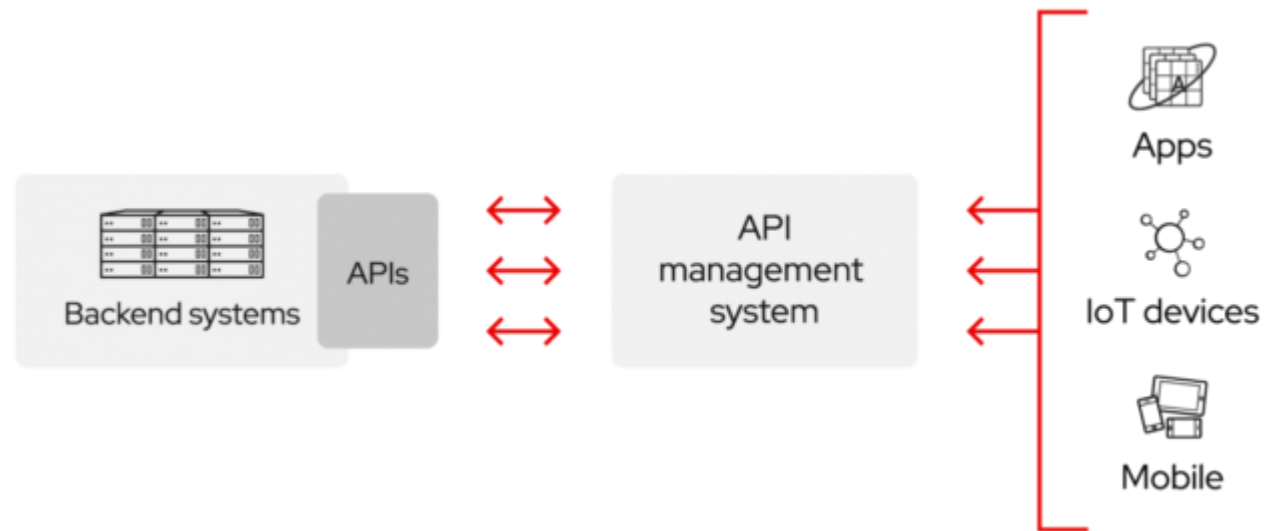 Backend systems
APIs
API
management
system
A
Apps
IoT devices
Mobile